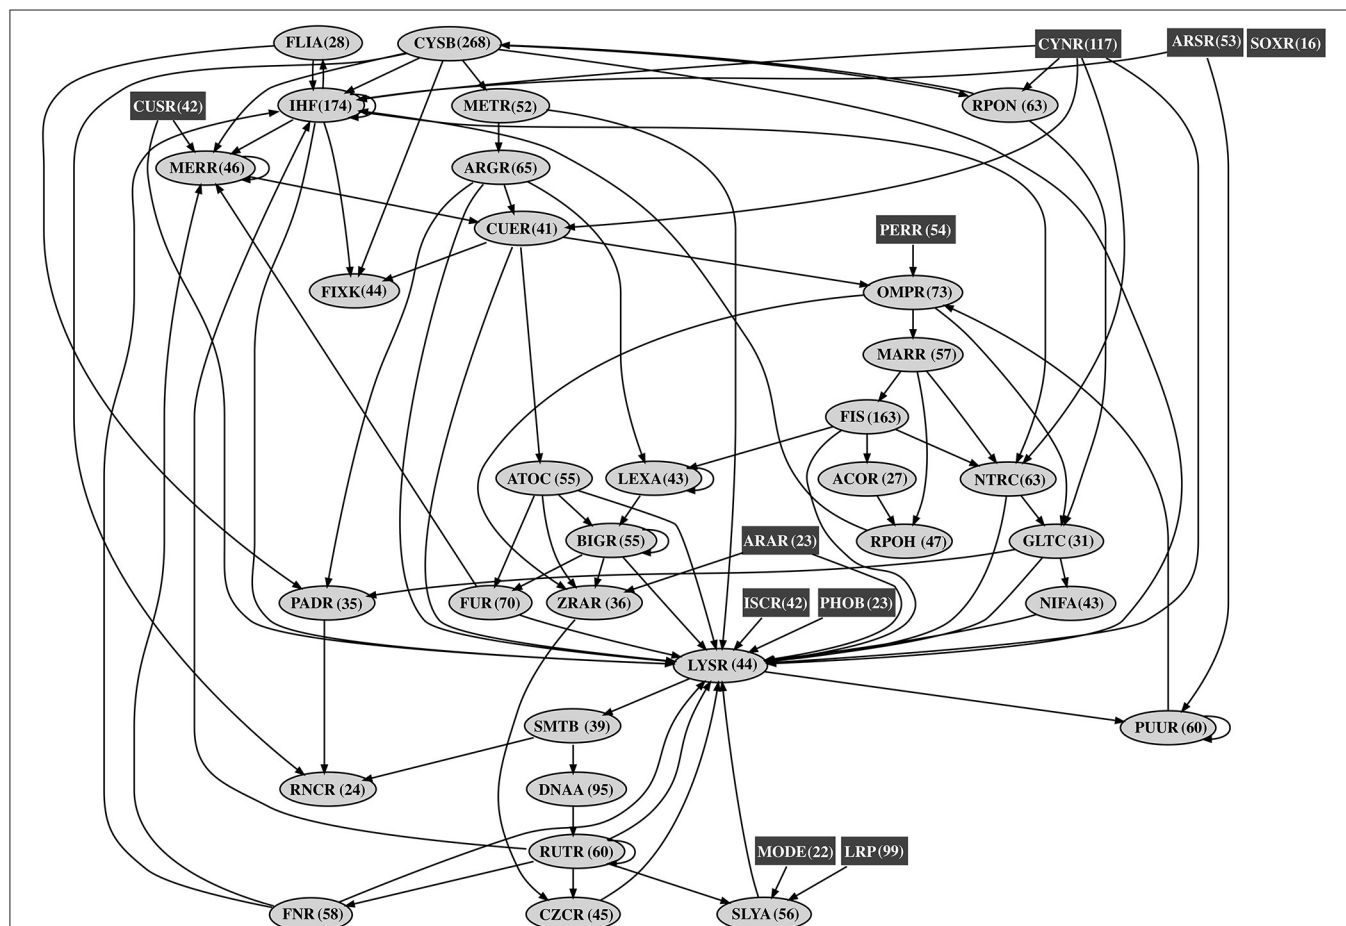 FLIA(28) CYSB(268) CYNR(117) ARSR(53) SOXR(16)
CUSR(42) IHF(174) METR(52) RPON (63)
MERR(46) ARGR(65)
CUER(41) PERR(54)
FIXK(44) OMPR(73)
MARR (57)
FIS(163)
ATOC (55) LEXA(43) ACOR(27) NTRC(63)
BIGR(55) ARAR(23) RPOH(47) GLTC(31)
PADR(35) FUR(70) ZRAR(36) ISCR(42) PHOB(23) NIFA(43)
LYSR(44)
SMTB (39) PUUR(60)
RNCR(24) DNAA(95)
RUTR(60) MODE(22) LRP(99)
FNR(58) CZCR(45) SLYA(56)